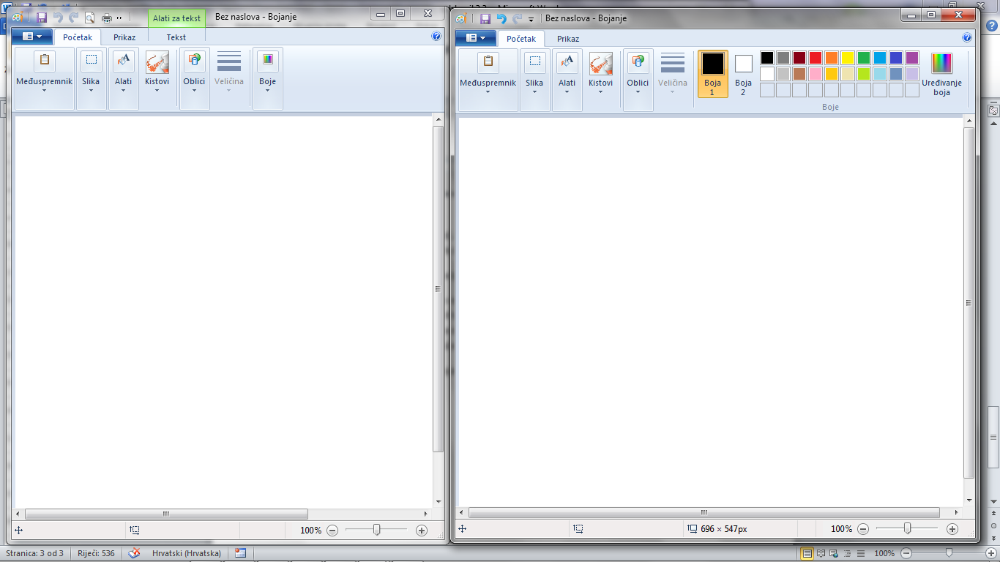 Alati za tekst
Bez naslova - Bojanje
Početak
Prikaz
Tekst
Međuspremnik
Slika
Alati
Kistovi
Oblici
Veličina
Boje
100%
Bez naslova - Bojanje
Početak
Prikaz
Međuspremnik
Slika
Alati
Kistovi
Oblici
Veličina
Boja
1
Boja
2
Uređivanje
boja
Boje
696 × 547px
100%
Stranica: 3 od 3
Riječi: 536
Hrvatski (Hrvatska)
100%